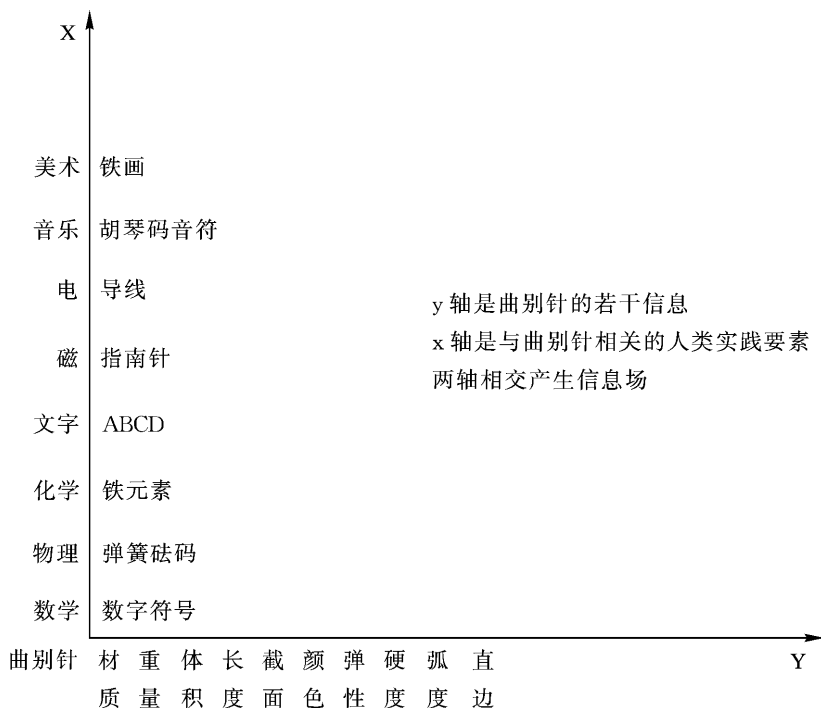 X
美术 铁画
音乐 胡琴码音符
电 导线
y 轴是曲别针的若干信息
x 轴是与曲别针相关的人类实践要素
磁 指南针
两轴相交产生信息场
文字 ABCD
化学 铁元素
物理 弹簧砝码
数学 数字符号
曲别针 材质 重量 体积 长度 截面 颜色 弹性 硬度 弧度 直边 Y